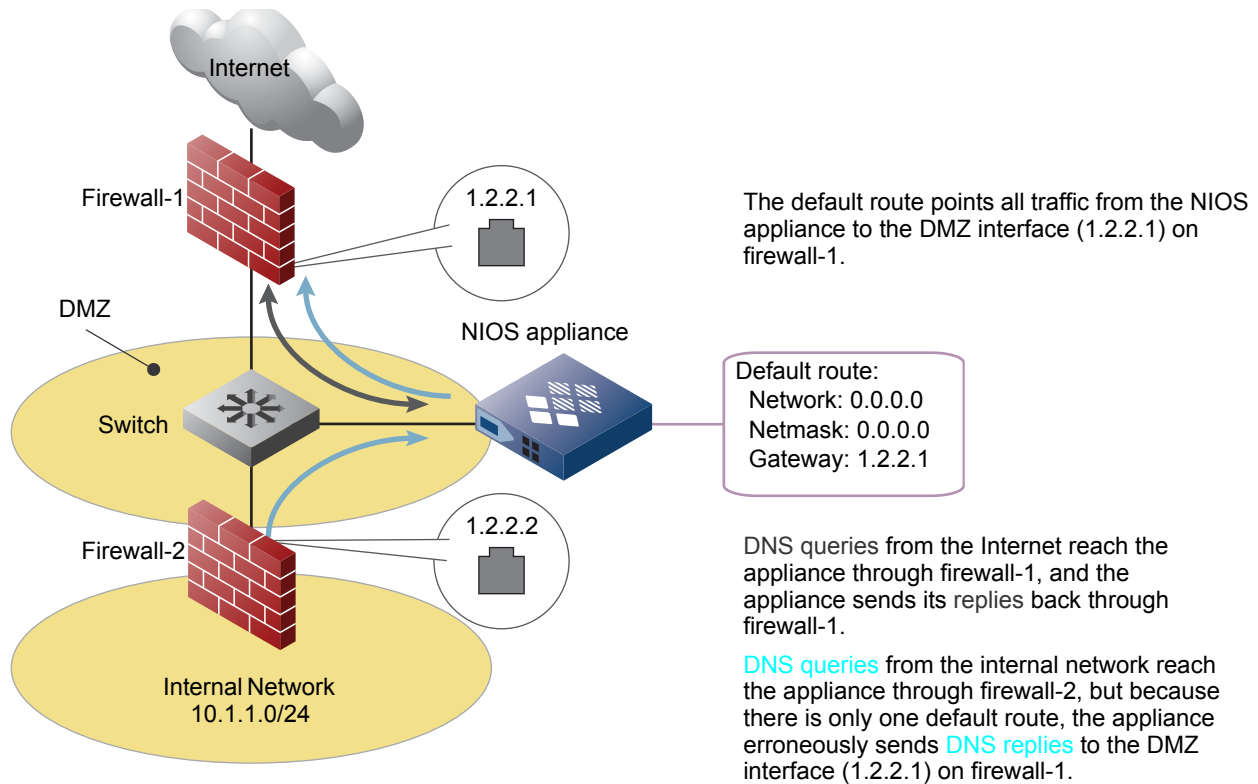 Internet
Firewall-1
1.2.2.1
The default route points all traffic from the NIOS
appliance to the DMZ interface (1.2.2.1) on
firewall-1.
DMZ
NIOS appliance
Switch
Default route:
Network: 0.0.0.0
Netmask: 0.0.0.0
Gateway: 1.2.2.1
Firewall-2
1.2.2.2
DNS queries from the Internet reach the
appliance through firewall-1, and the
appliance sends its replies back through
firewall-1.
DNS queries from the internal network reach
the appliance through firewall-2, but because
there is only one default route, the appliance
erroneously sends DNS replies to the DMZ
interface (1.2.2.1) on firewall-1.
Internal Network
10.1.1.0/24